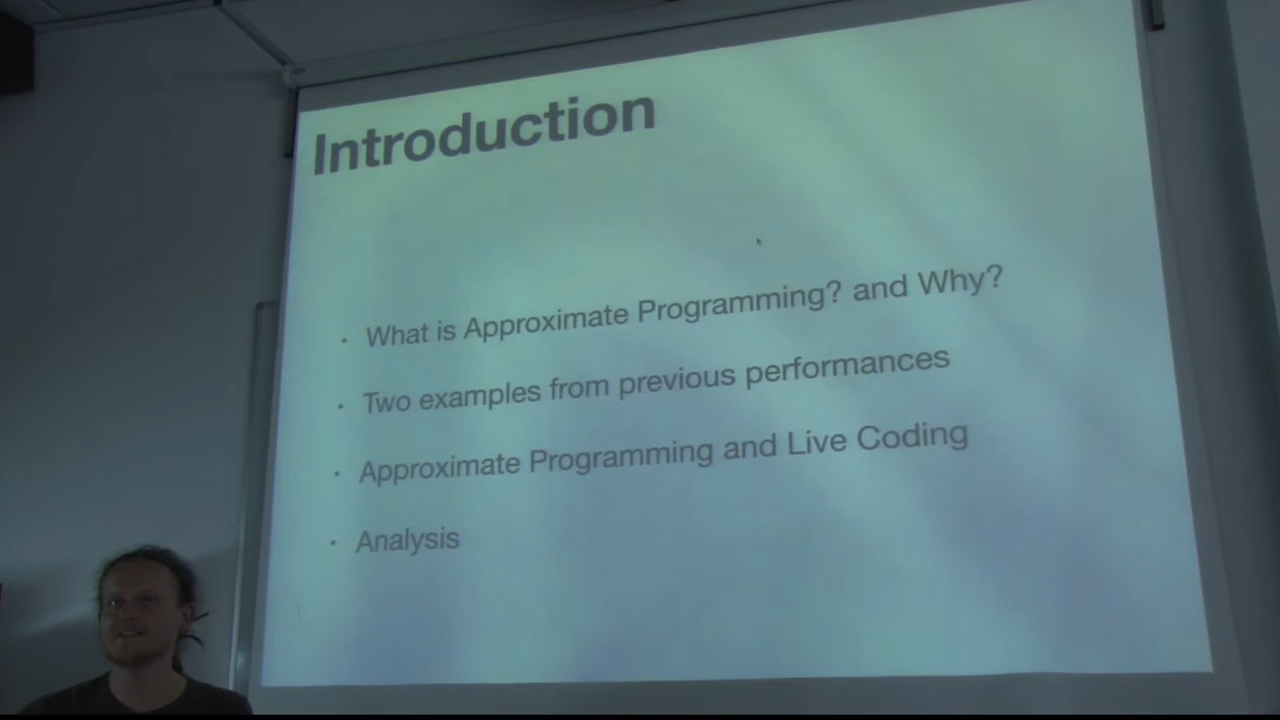 Introduction
· What is Approximate Programming? and Why?
· Two examples from previous performances
· Approximate Programming and Live Coding
· Analysis